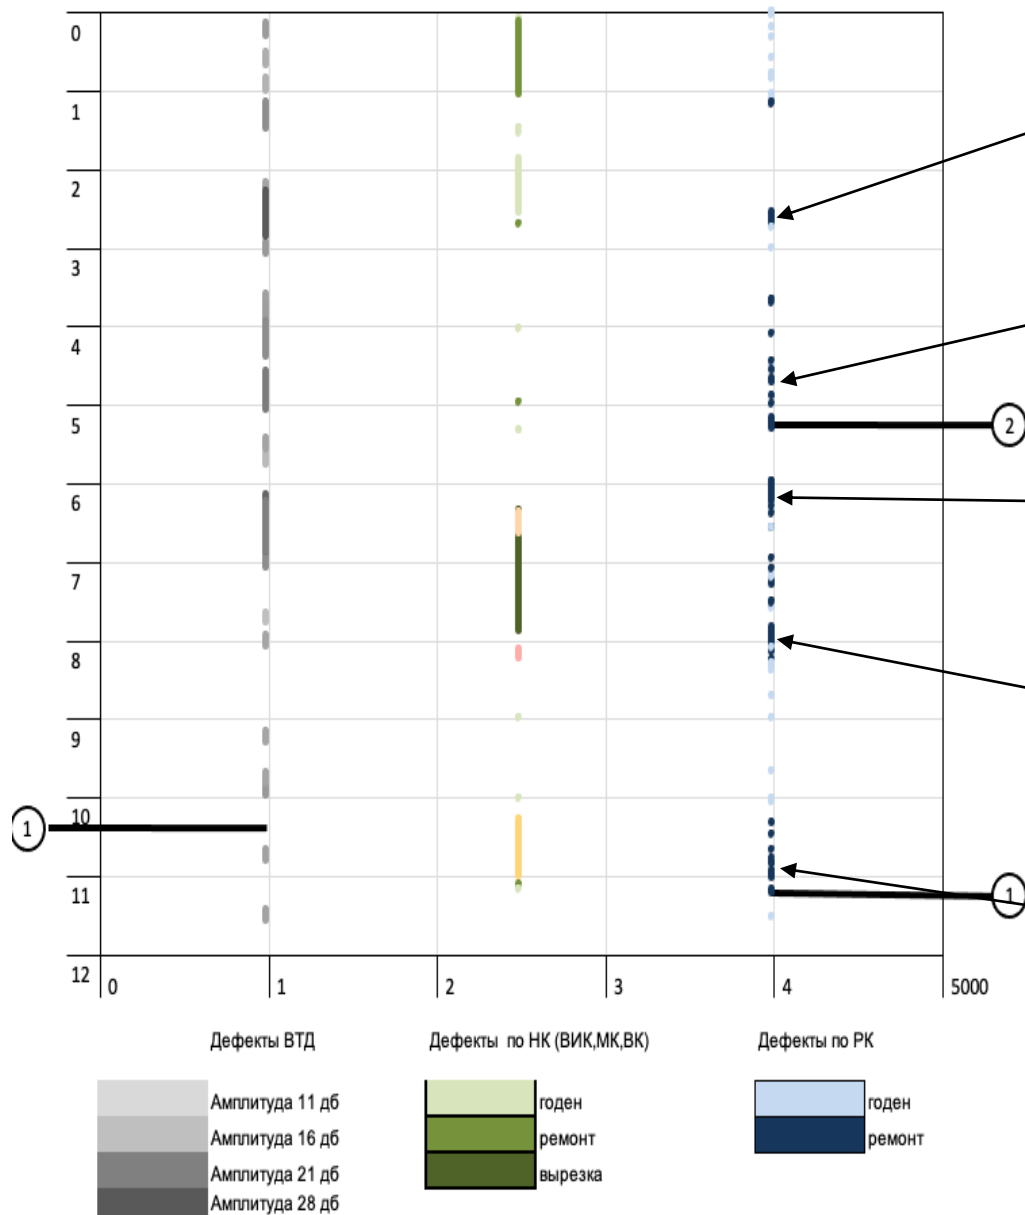 0
1
2
3
4
5
2
6
7
8
9
10
1
11
1
12
0 1 2 3 4 5000
Дефекты ВТД Дефекты по НК (ВИК,МК,ВК) Дефекты по РК
Амплитуда 11 дб годен годен
Амплитуда 16 дб ремонт ремонт
Амплитуда 21 дб вырезка
Амплитуда 28 дб